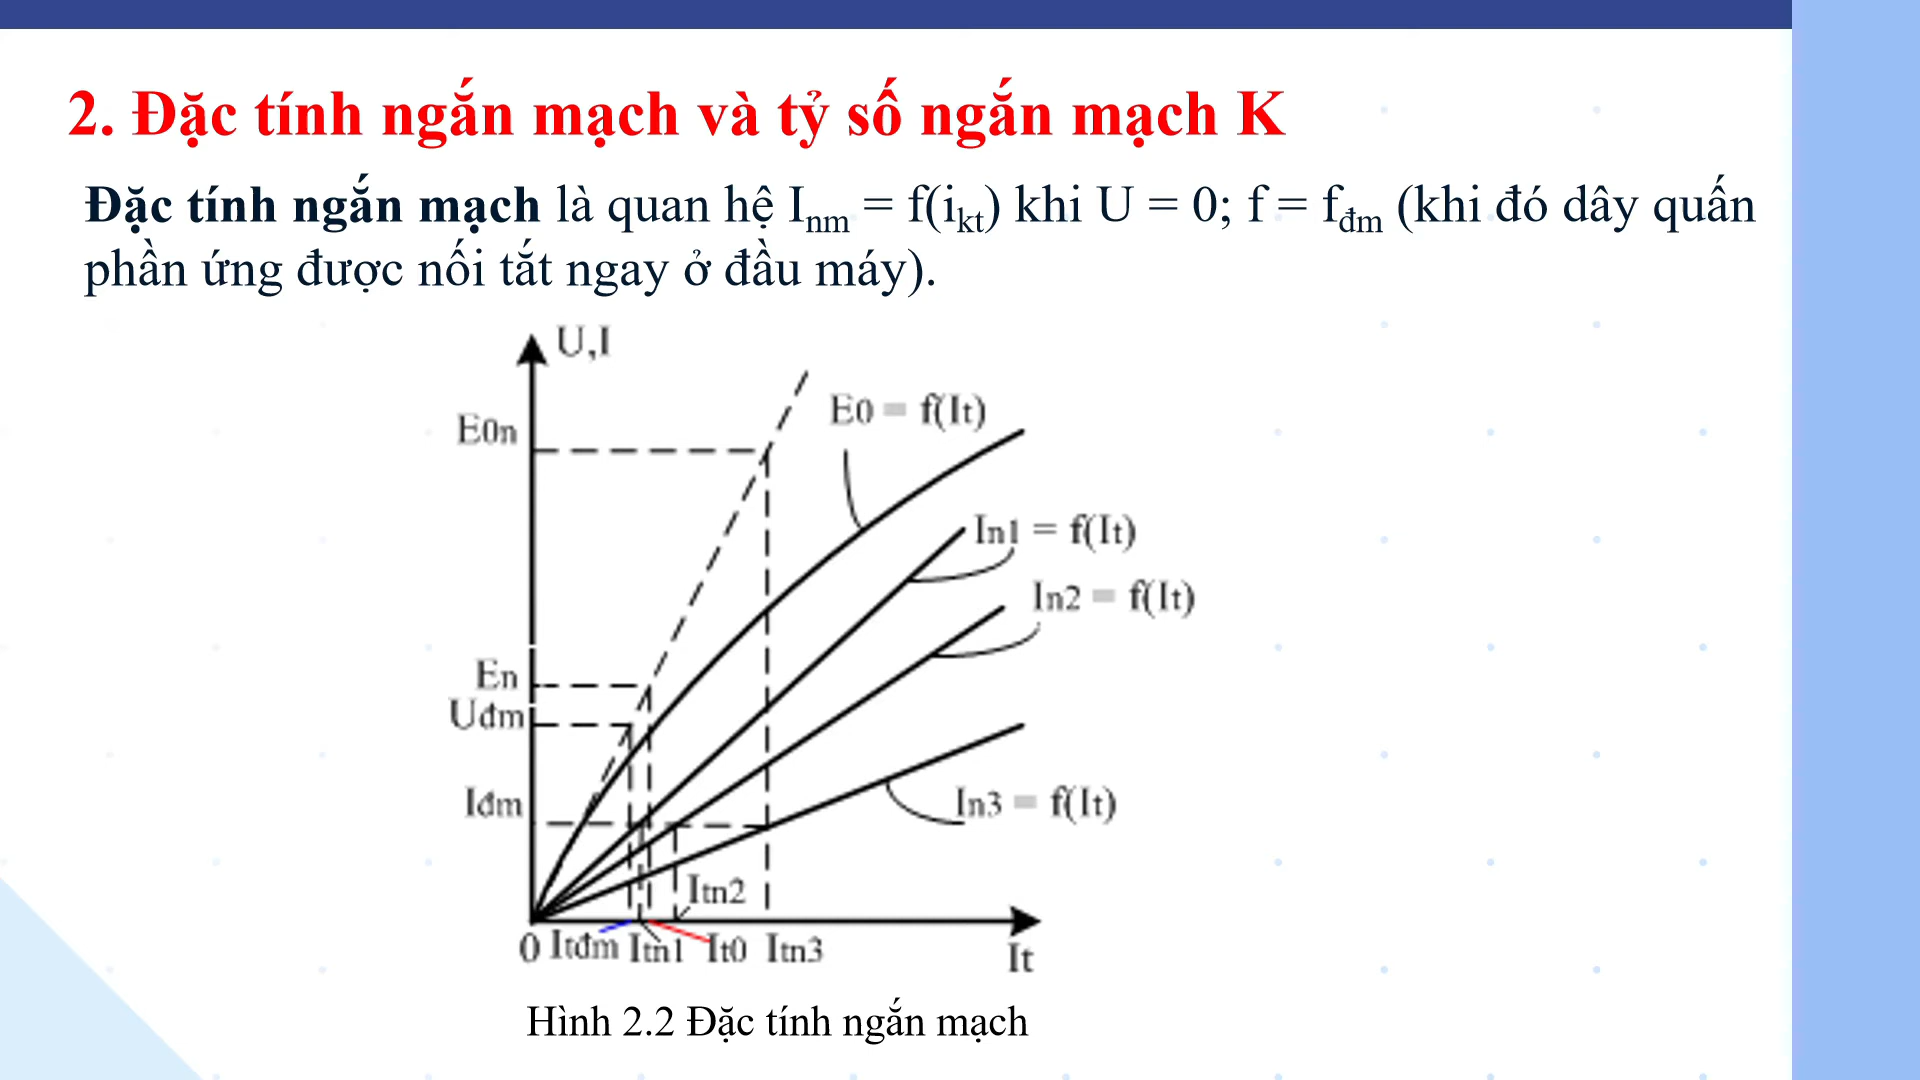 2. Đặc tính ngắn mạch và tỷ số ngắn mạch K
Đặc tính ngắn mạch là quan hệ Inm = f(ikt) khi U = 0; f = fđm (khi đó dây quấn
phần ứng được nối tắt ngay ở đầu máy).
U,I
E0 = f(It)
E0n
In1 = f(It)
In2 = f(It)
En
Uđm
Iđm
In3 = f(It)
Itn2
0 Itđm Itn1 It0 Itn3
It
Hình 2.2 Đặc tính ngắn mạch